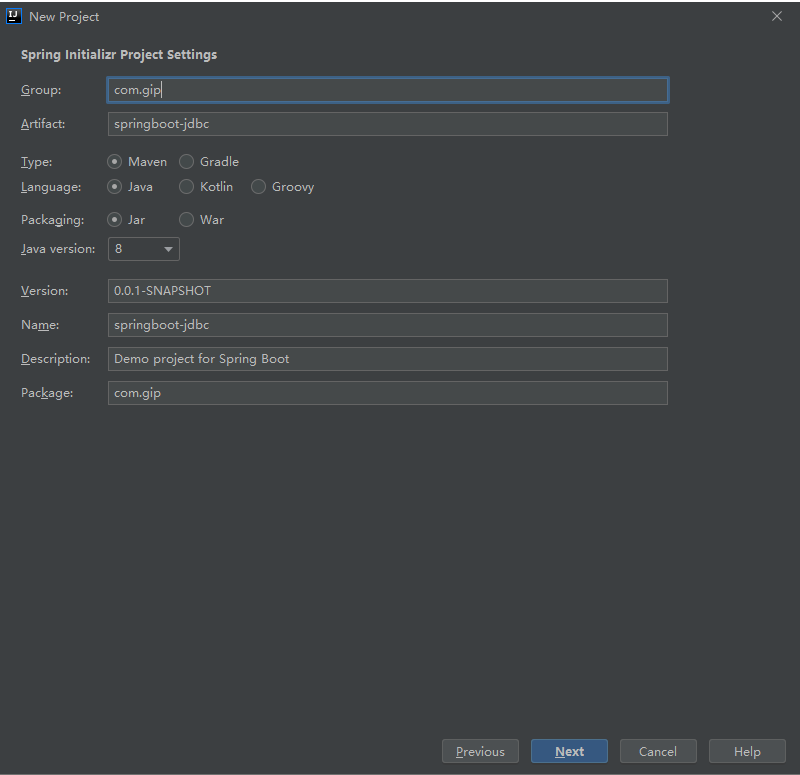 New Project
Spring Initializr Project Settings
Group: com.gip
Artifact: springboot-jdbc
Type: Maven Gradle
Language: Java Kotlin Groovy
Packaging: Jar War
Java version: 8
Version: 0.0.1-SNAPSHOT
Name: springboot-jdbc
Description: Demo project for Spring Boot
Package: com.gip
Previous Next Cancel Help